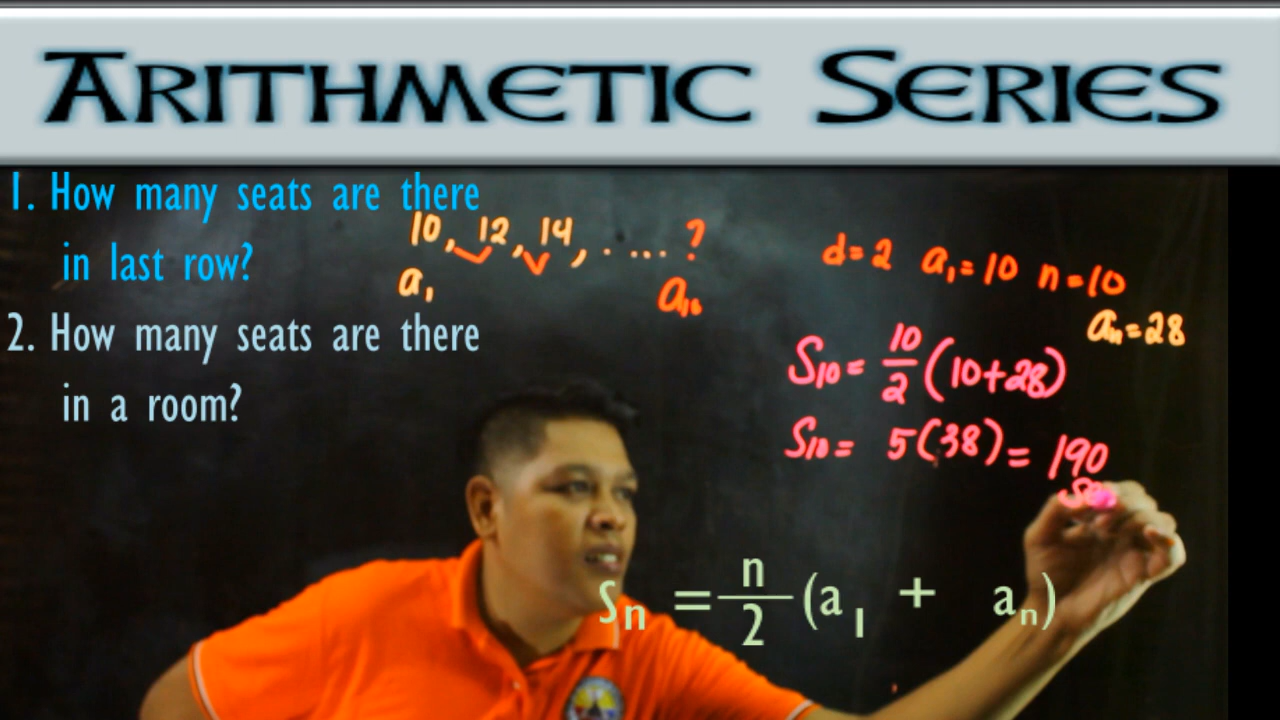 ARITHMETIC SERIES
1. How many seats are there
in last row?
2. How many seats are there
in a room?
10, 12, 14, . .... ?
a₁ a₁₀
d=2 a₁=10 n=10
aₙ=28
S₁₀= 10/2 (10+28)
S₁₀= 5(38) = 190
Sₙ = n/2 (a₁ + aₙ)